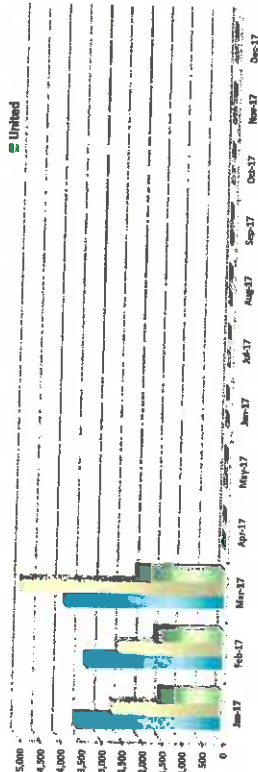 United
5,000
4,500
4,000
3,500
3,000
2,500
2,000
1,500
1,000
500
0
Jan-17
Feb-17
Mar-17
Apr-17
May-17
Jun-17
Jul-17
Aug-17
Sep-17
Oct-17
Nov-17
Dec-17